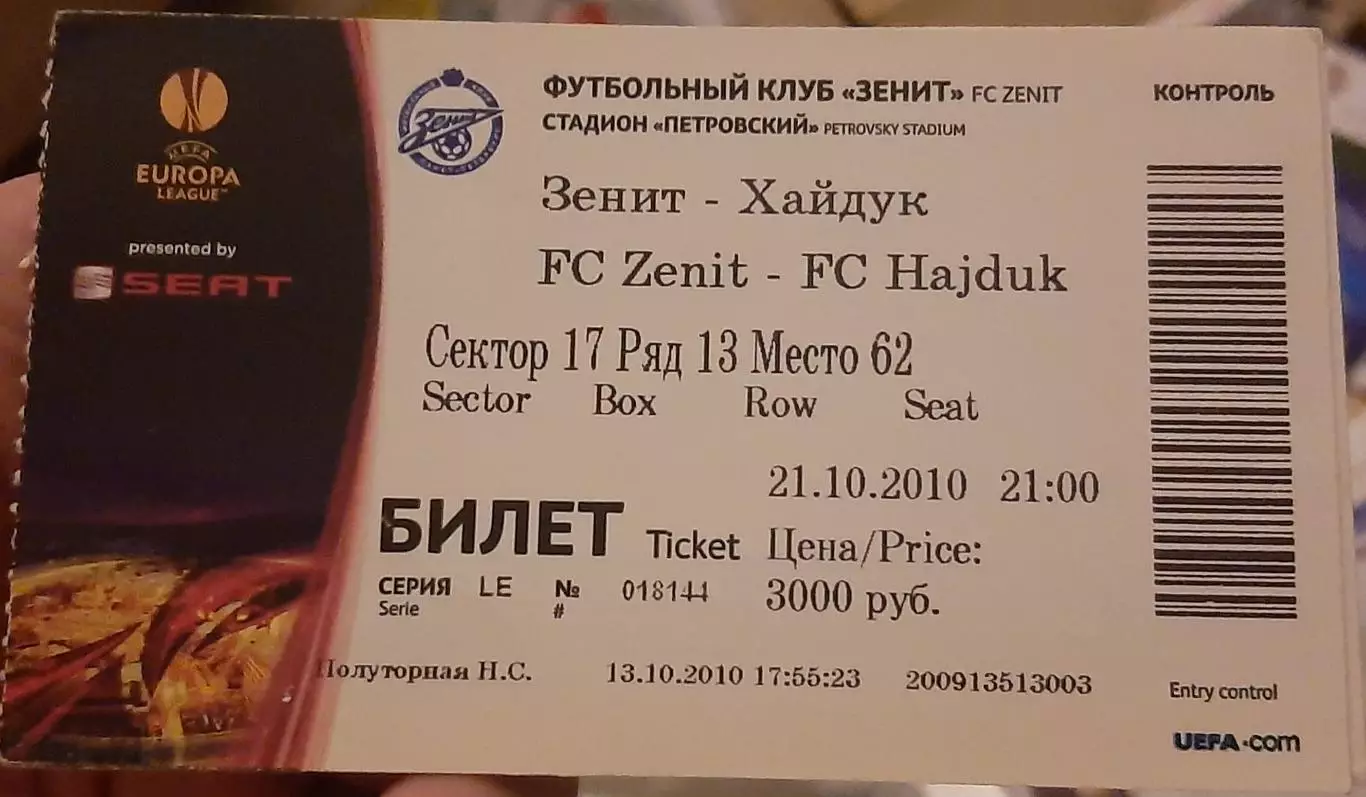 UEFA
EUROPA
LEAGUE™
presented by
SEAT
Зенит
ФУТБОЛЬНЫЙ КЛУБ «ЗЕНИТ» FC ZENIT
СТАДИОН «ПЕТРОВСКИЙ» PETROVSKY STADIUM
Зенит - Хайдук
FC Zenit - FC Hajduk
Сектор 17 Ряд 13 Место 62
Sector Box Row Seat
21.10.2010 21:00
БИЛЕТ Ticket Цена/Price:
СЕРИЯ LE № 018144 3000 руб.
Serie #
Полуторная Н.С. 13.10.2010 17:55:23 200913513003
КОНТРОЛЬ
Entry control
UEFA.com